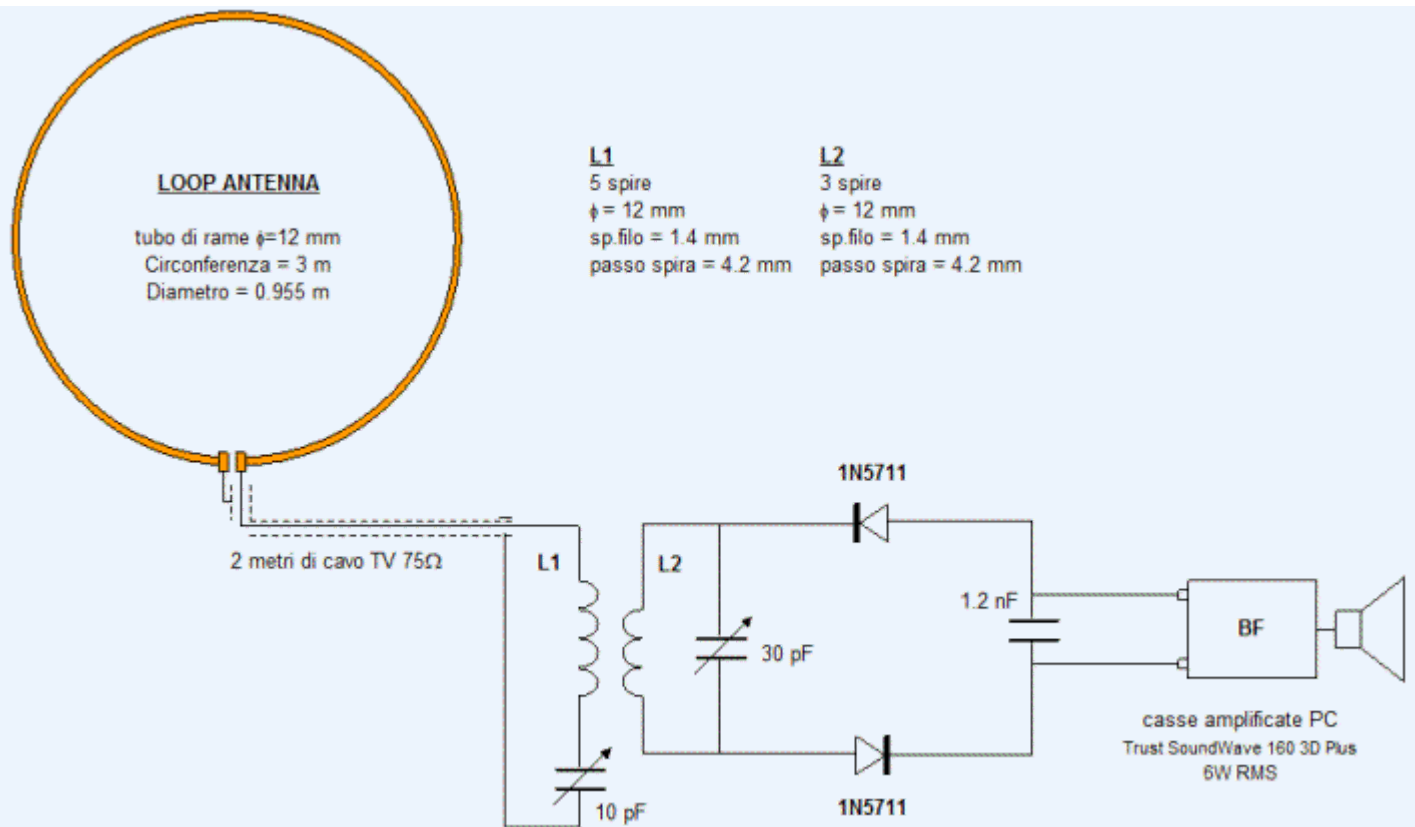 LOOP ANTENNA
tubo di rame ϕ=12 mm
Circonferenza = 3 m
Diametro = 0.955 m
L1
5 spire
ϕ = 12 mm
sp.filo = 1.4 mm
passo spira = 4.2 mm
L2
3 spire
ϕ = 12 mm
sp.filo = 1.4 mm
passo spira = 4.2 mm
2 metri di cavo TV 75Ω
L1
L2
10 pF
30 pF
1N5711
1N5711
1.2 nF
BF
casse amplificate PC
Trust SoundWave 160 3D Plus
6W RMS